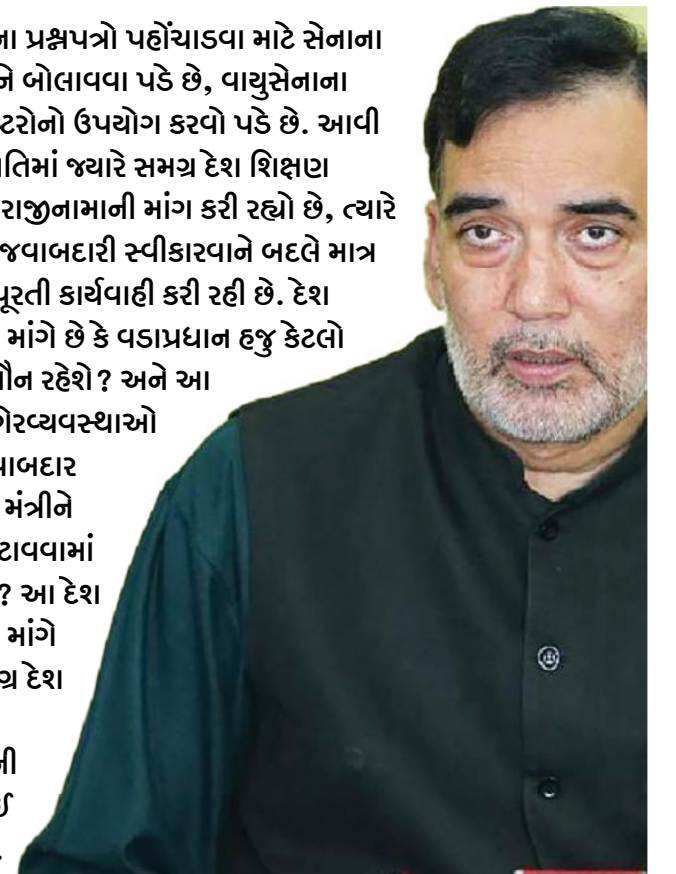 ના પ્રશ્નપત્રો પહોંચાડવા માટે સેનાના
ને બોલાવવા પડે છે, વાયુસેનાના
ટરોનો ઉપયોગ કરવો પડે છે. આવી
તિમાં જ્યારે સમગ્ર દેશ શિક્ષણ
રાજીનામાની માંગ કરી રહ્યો છે, ત્યારે
જવાબદારી સ્વીકારવાને બદલે માત્ર
પૂરતી કાર્યવાહી કરી રહી છે. દેશ
માંગે છે કે વડાપ્રધાન હજુ કેટલો
મૌન રહેશે? અને આ
ગેરવ્યવસ્થાઓ
વાબદાર
મંત્રીને
ટાવવામાં
? આ દેશ
માંગે
ગ્ર દેશ
ની
ઈ